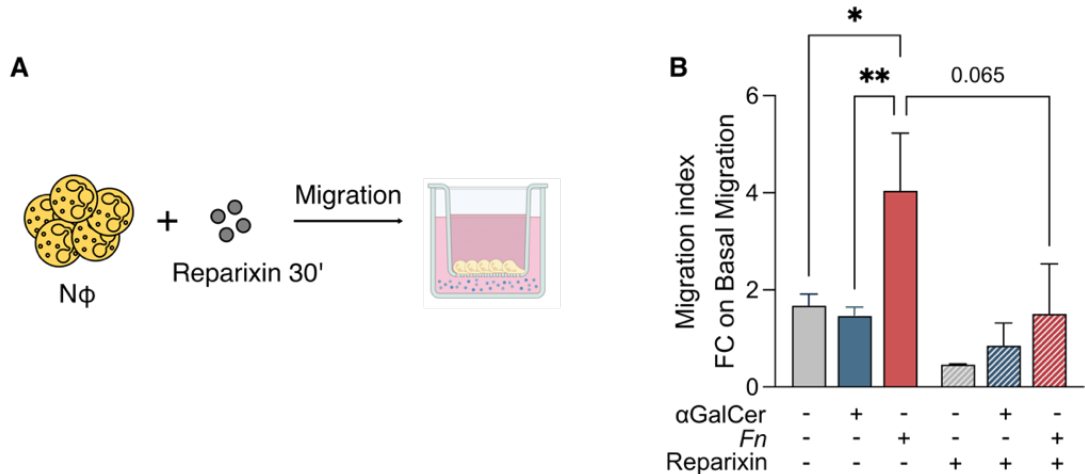 A
Nϕ
+
Reparixin 30'
Migration
B
*
**
0.065
Migration index
FC on Basal Migration
6
4
2
0
αGalCer - + - - + -
Fn - - + - - +
Reparixin - - - + + +